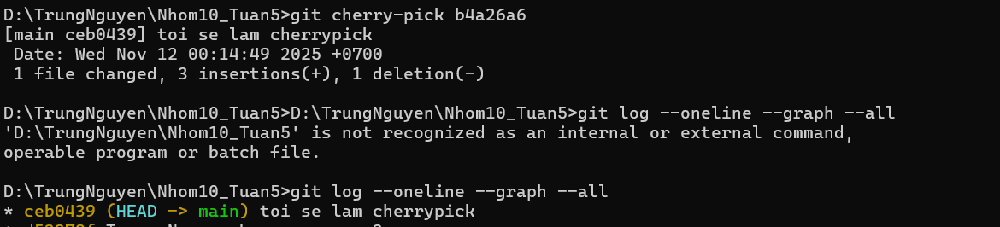 D:\TrungNguyen\Nhom10_Tuan5>git cherry-pick b4a26a6
[main ceb0439] toi se lam cherrypick
 Date: Wed Nov 12 00:14:49 2025 +0700
 1 file changed, 3 insertions(+), 1 deletion(-)
D:\TrungNguyen\Nhom10_Tuan5>D:\TrungNguyen\Nhom10_Tuan5>git log --oneline --graph --all
'D:\TrungNguyen\Nhom10_Tuan5' is not recognized as an internal or external command,
operable program or batch file.
D:\TrungNguyen\Nhom10_Tuan5>git log --oneline --graph --all
* ceb0439 (HEAD -> main) toi se lam cherrypick